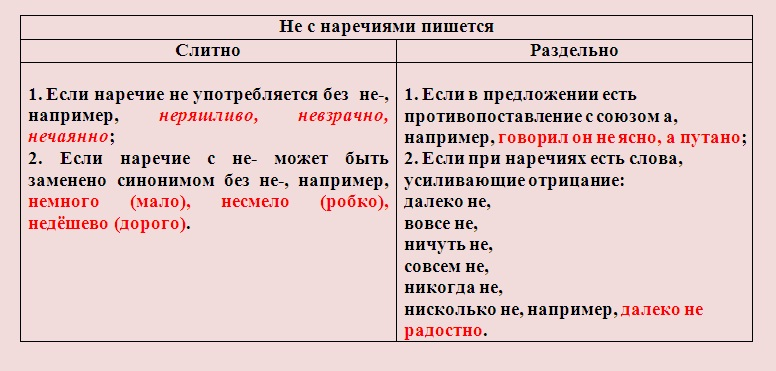 Не с наречиями пишется
Слитно
Раздельно
1. Если наречие не употребляется без не-,
например, неряшливо, невзрачно,
нечаянно;
2. Если наречие с не- может быть
заменено синонимом без не-, например,
немного (мало), несмело (робко),
недёшево (дорого).
1. Если в предложении есть
противопоставление с союзом а,
например, говорил он не ясно, а путано;
2. Если при наречиях есть слова,
усиливающие отрицание:
далеко не,
вовсе не,
ничуть не,
совсем не,
никогда не,
нисколько не, например, далеко не
радостно.